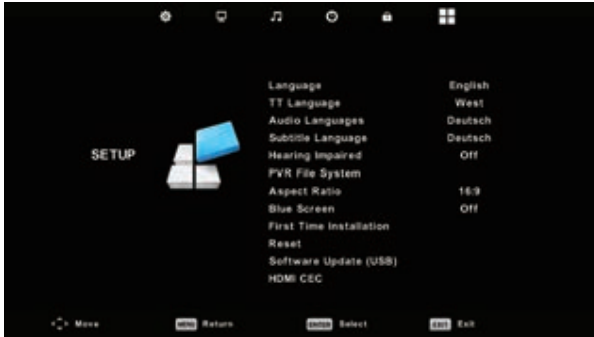 SETUP
Language English
TT Language West
Audio Languages Deutsch
Subtitle Language Deutsch
Hearing Impaired Off
PVR File System
Aspect Ratio 16:9
Blue Screen Off
First Time Installation
Reset
Software Update (USB)
HDMI CEC
Move MENU Return ENTER Select EXIT Exit